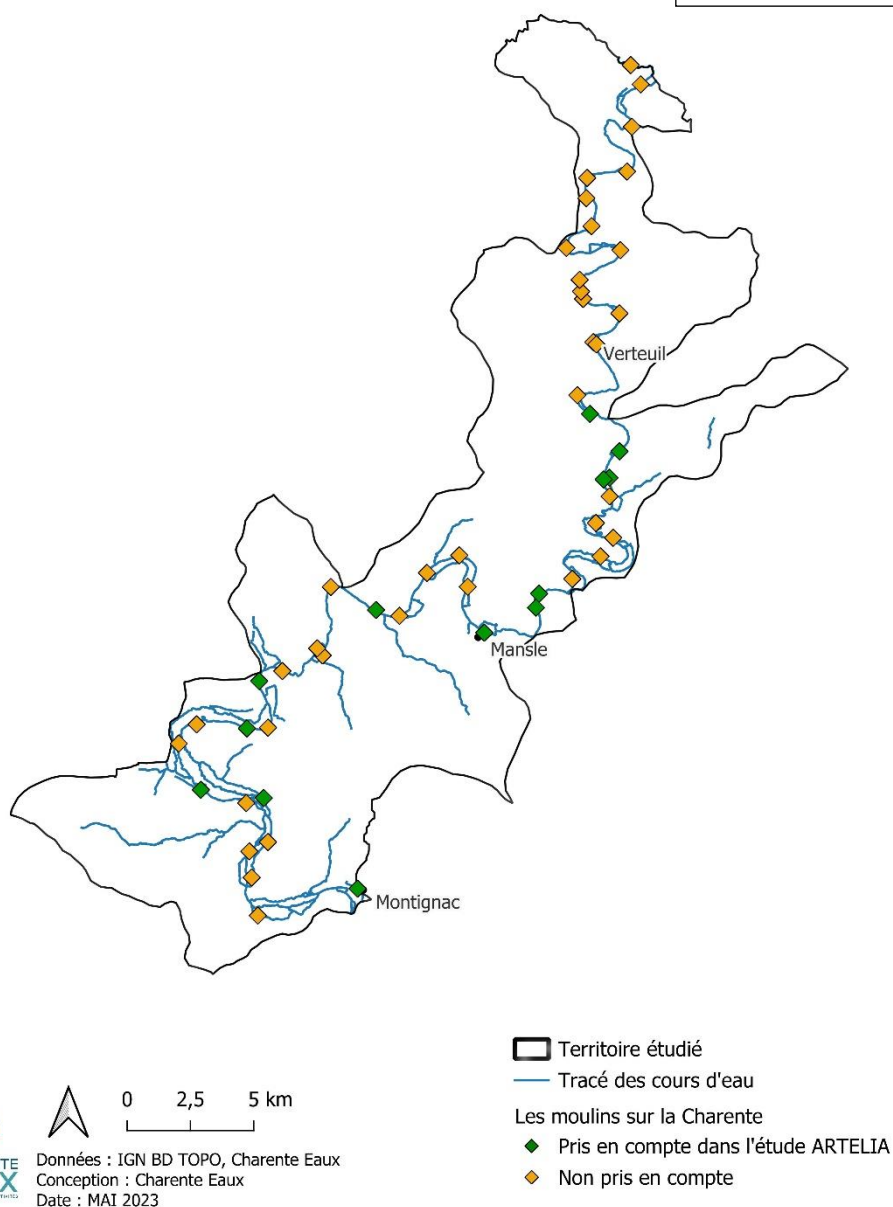 Verteuil
Mansle
Montignac
0 2,5 5 km
Territoire étudié
Tracé des cours d'eau
Les moulins sur la Charente
Pris en compte dans l'étude ARTELIA
Non pris en compte
TE
X
Données : IGN BD TOPO, Charente Eaux
Conception : Charente Eaux
Date : MAI 2023